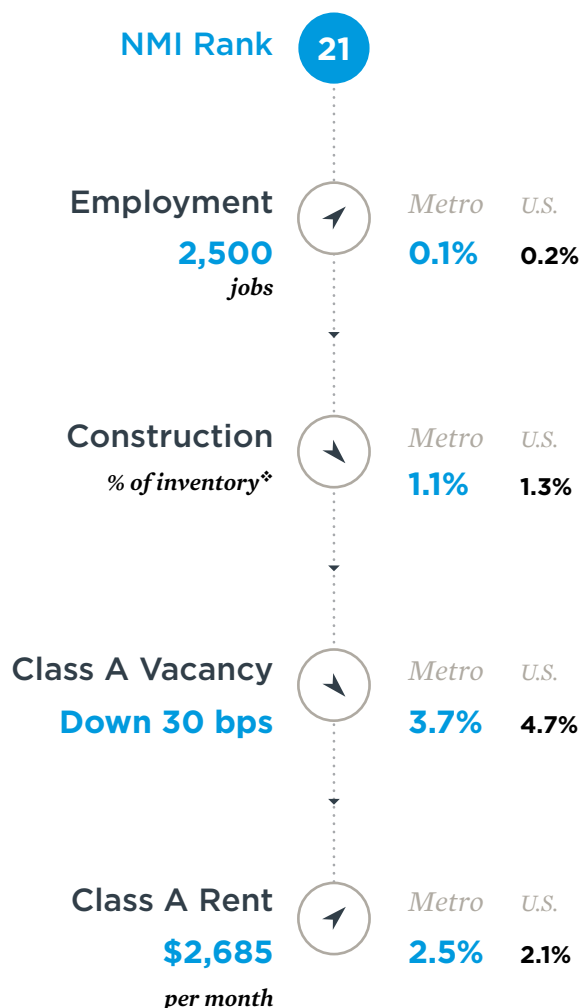 NMI Rank 21
Employment Metro U.S.
2,500 0.1% 0.2%
jobs
Construction Metro U.S.
% of inventory❖ 1.1% 1.3%
Class A Vacancy Metro U.S.
Down 30 bps 3.7% 4.7%
Class A Rent Metro U.S.
$2,685 2.5% 2.1%
per month